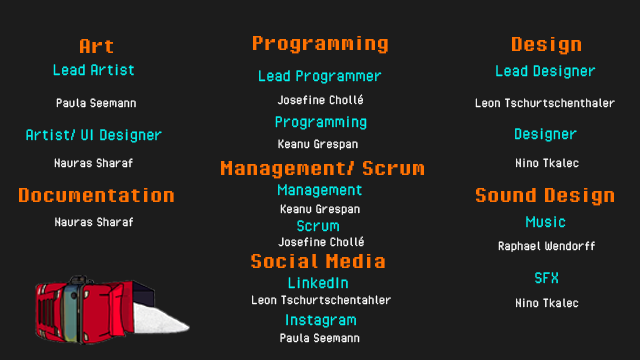 Art
Lead Artist
Paula Seemann
Artist/ UI Designer
Nauras Sharaf
Documentation
Nauras Sharaf
Programming
Lead Programmer
Josefine Chollé
Programming
Keanu Grespan
Management/ Scrum
Management
Keanu Grespan
Scrum
Josefine Chollé
Social Media
LinkedIn
Leon Tschurtschentahler
Instagram
Paula Seemann
Design
Lead Designer
Leon Tschurtschenthaler
Designer
Nino Tkalec
Sound Design
Music
Raphael Wendorff
SFX
Nino Tkalec